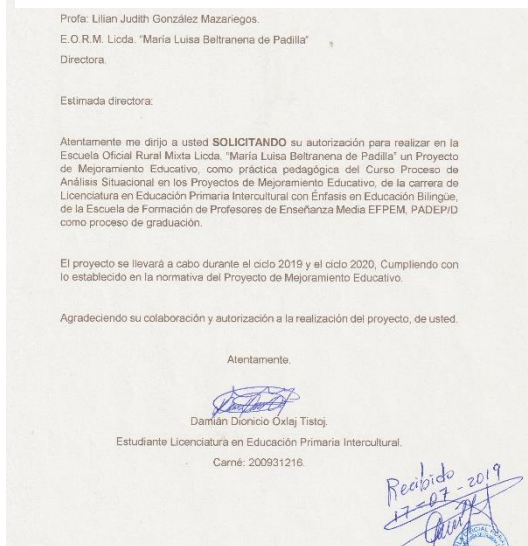 Profa: Lilian Judith González Mazariegos.
E.O.R.M. Licda. "María Luisa Beltranena de Padilla"
Directora.
Estimada directora:
Atentamente me dirijo a usted SOLICITANDO su autorización para realizar en la
Escuela Oficial Rural Mixta Licda. "María Luisa Beltranena de Padilla" un Proyecto
de Mejoramiento Educativo, como práctica pedagógica del Curso Proceso de
Análisis Situacional en los Proyectos de Mejoramiento Educativo, de la carrera de
Licenciatura en Educación Primaria Intercultural con Énfasis en Educación Bilingüe,
de la Escuela de Formación de Profesores de Enseñanza Media EFPEM, PADEP/D
como proceso de graduación.
El proyecto se llevará a cabo durante el ciclo 2019 y el ciclo 2020, Cumpliendo con
lo establecido en la normativa del Proyecto de Mejoramiento Educativo.
Agradeciendo su colaboración y autorización a la realización del proyecto, de usted.
Atentamente.
Damián Dionicio Oxlaj Tistoj.
Estudiante Licenciatura en Educación Primaria Intercultural.
Carné: 200931216.
Recibido
17-07-2019